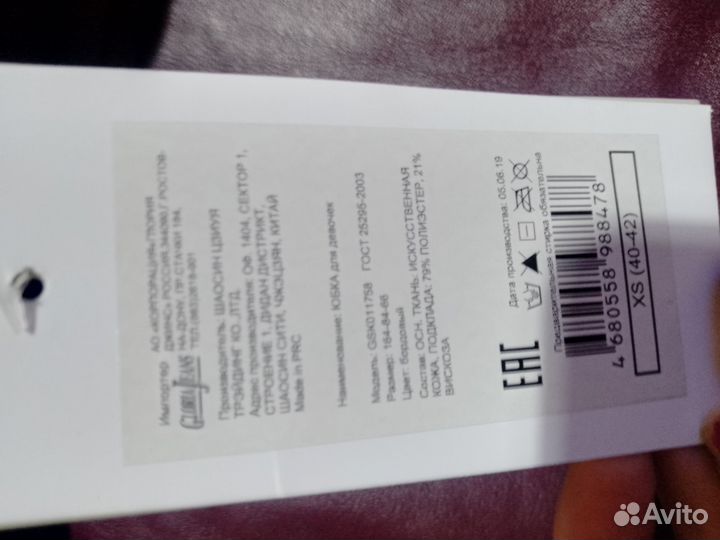 Импортер АО «КОРПОРАЦИЯ «ГЛОРИЯ
ДЖИНС», РОССИЯ,344090,Г.РОСТОВ-
НА-ДОНУ, ПР.СТАЧКИ 184,
GLORIA JEANS
Производитель: ШАОСИН ЦЗИУЯ
ТРЭЙДИНГ КО. ЛТД.
Адрес производителя: ОФ. 1404, СЕКТОР 1,
СТРОЕНИЕ 1, ДИДАН ДИСТРИКТ,
ШАОСИН СИТИ, ЧЖЭЦЗЯН, КИТАЙ
Made in PRC
Наименование: ЮБКА для девочек
Модель: GSK011758 ГОСТ 25295-2003
Размер: 164-84-66
Цвет: бордовый
Состав: ОСН. ТКАНЬ: ИСКУССТВЕННАЯ
КОЖА, ПОДКЛАДА: 79% ПОЛИЭСТЕР, 21%
ВИСКОЗА
EAC
Дата производства: 05.08.19
Предварительная стирка обязательна
4 680558 988478
XS (40-42)
Avito